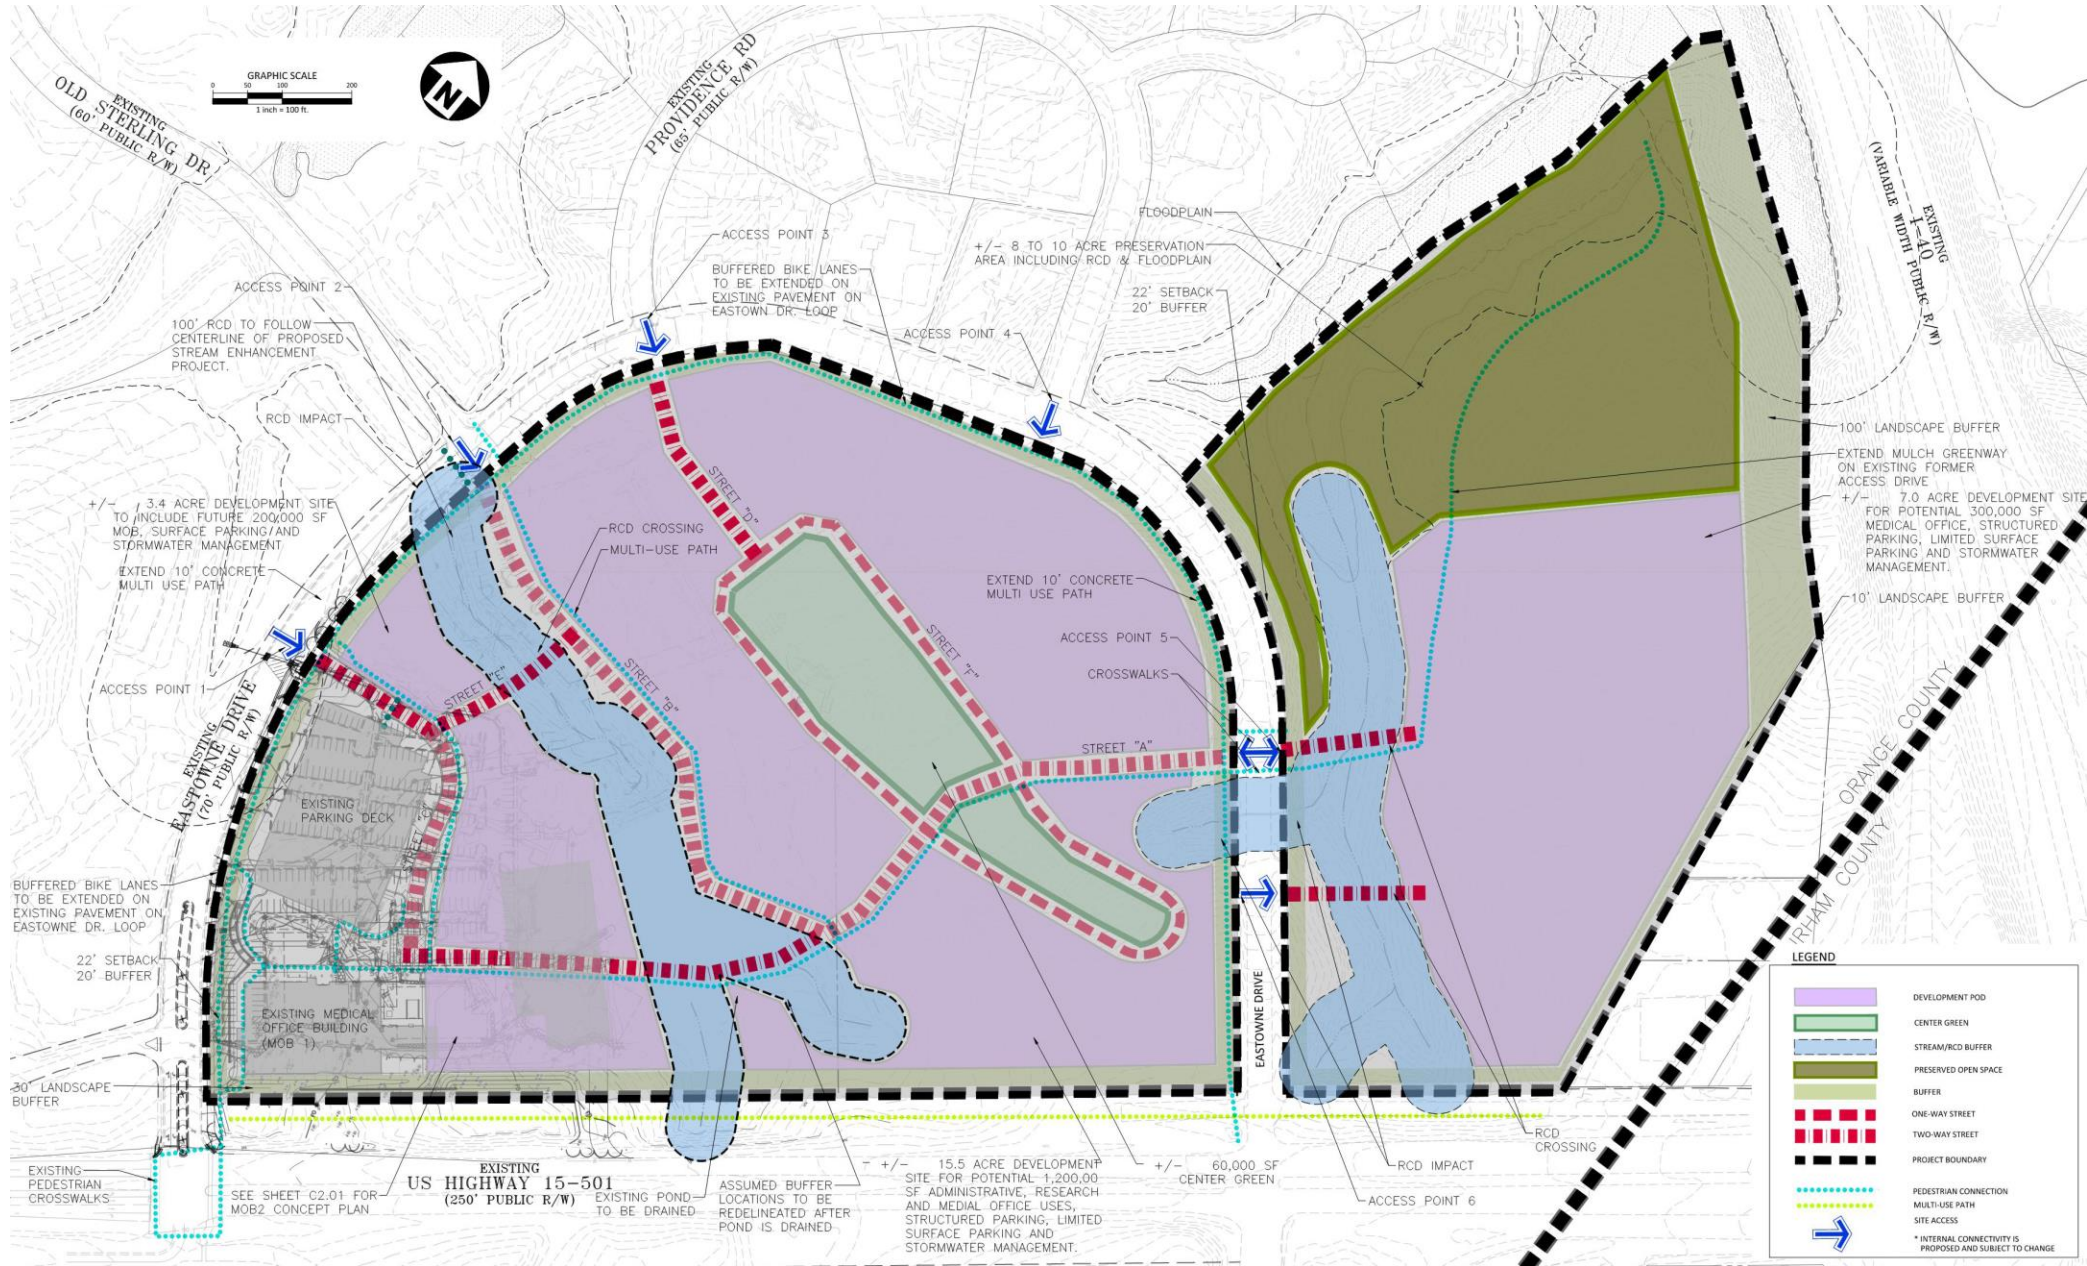 GRAPHIC SCALE
0 50 100 200
1 inch = 100 ft.
N
EXISTING
OLD STERLING DR
(60' PUBLIC R/W)
EXISTING
PROVIDENCE RD
(65' PUBLIC R/W)
EXISTING
I-40
(VARIABLE WIDTH PUBLIC R/W)
FLOODPLAIN
+/- 8 TO 10 ACRE PRESERVATION
AREA INCLUDING RCD & FLOODPLAIN
22' SETBACK
20' BUFFER
ACCESS POINT 3
BUFFERED BIKE LANES
TO BE EXTENDED ON
EXISTING PAVEMENT ON
EASTOWN DR. LOOP
ACCESS POINT 4
ACCESS POINT 2
100' RCD TO FOLLOW
CENTERLINE OF PROPOSED
STREAM ENHANCEMENT
PROJECT.
RCD IMPACT
+/- 3.4 ACRE DEVELOPMENT SITE
TO INCLUDE FUTURE 200,000 SF
MOB, SURFACE PARKING/AND
STORMWATER MANAGEMENT
EXTEND 10' CONCRETE
MULTI USE PATH
ACCESS POINT 1
EXISTING
EASTOWNE DRIVE
(70' PUBLIC R/W)
STREET "D"
RCD CROSSING
MULTI-USE PATH
EXTEND 10' CONCRETE
MULTI USE PATH
ACCESS POINT 5
CROSSWALKS
STREET "E"
STREET "B"
STREET "F"
STREET "A"
100' LANDSCAPE BUFFER
EXTEND MULCH GREENWAY
ON EXISTING FORMER
ACCESS DRIVE
+/- 7.0 ACRE DEVELOPMENT SITE
FOR POTENTIAL 300,000 SF
MEDICAL OFFICE, STRUCTURED
PARKING, LIMITED SURFACE
PARKING AND STORMWATER
MANAGEMENT.
10' LANDSCAPE BUFFER
ORANGE COUNTY
EXISTING
PARKING DECK
BUFFERED BIKE LANES
TO BE EXTENDED ON
EXISTING PAVEMENT ON
EASTOWNE DR. LOOP
22' SETBACK
20' BUFFER
EXISTING MEDICAL
OFFICE BUILDING
(MOB 1)
30' LANDSCAPE
BUFFER
EASTOWNE DRIVE
EXISTING
PEDESTRIAN
CROSSWALKS
SEE SHEET C2.01 FOR
MOB2 CONCEPT PLAN
EXISTING
US HIGHWAY 15-501
(250' PUBLIC R/W)
EXISTING POND
TO BE DRAINED
ASSUMED BUFFER
LOCATIONS TO BE
REDELINEATED AFTER
POND IS DRAINED
+/- 15.5 ACRE DEVELOPMENT
SITE FOR POTENTIAL 1,200,00
SF ADMINISTRATIVE, RESEARCH
AND MEDIAL OFFICE USES,
STRUCTURED PARKING, LIMITED
SURFACE PARKING AND
STORMWATER MANAGEMENT.
+/- 60,000 SF
CENTER GREEN
RCD IMPACT
ACCESS POINT 6
RCD
CROSSING
LEGEND
DEVELOPMENT POD
CENTER GREEN
STREAM/RCD BUFFER
PRESERVED OPEN SPACE
BUFFER
ONE-WAY STREET
TWO-WAY STREET
PROJECT BOUNDARY
PEDESTRIAN CONNECTION
MULTI-USE PATH
SITE ACCESS
* INTERNAL CONNECTIVITY IS
PROPOSED AND SUBJECT TO CHANGE